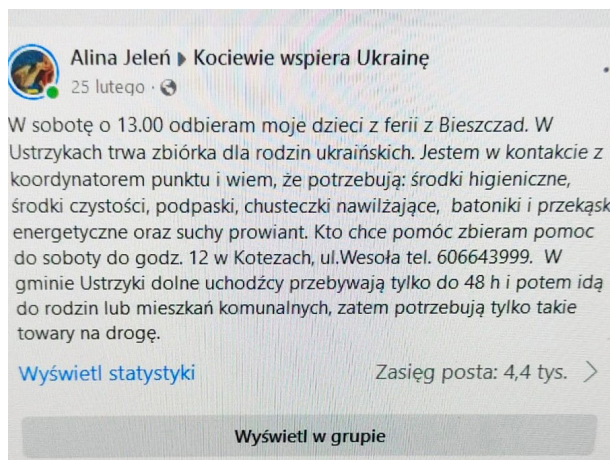 Alina Jeleń ▸ Kociewie wspiera Ukrainę
25 lutego ·
W sobotę o 13.00 odbieram moje dzieci z ferii z Bieszczad. W
Ustrzykach trwa zbiórka dla rodzin ukraińskich. Jestem w kontakcie z
koordynatorem punktu i wiem, że potrzebują: środki higieniczne,
środki czystości, podpaski, chusteczki nawilżające, batoniki i przekąsk
energetyczne oraz suchy prowiant. Kto chce pomóc zbieram pomoc
do soboty do godz. 12 w Kotezach, ul.Wesoła tel. 606643999. W
gminie Ustrzyki dolne uchodźcy przebywają tylko do 48 h i potem idą
do rodzin lub mieszkań komunalnych, zatem potrzebują tylko takie
towary na drogę.
Wyświetl statystyki Zasięg posta: 4,4 tys.
Wyświetl w grupie